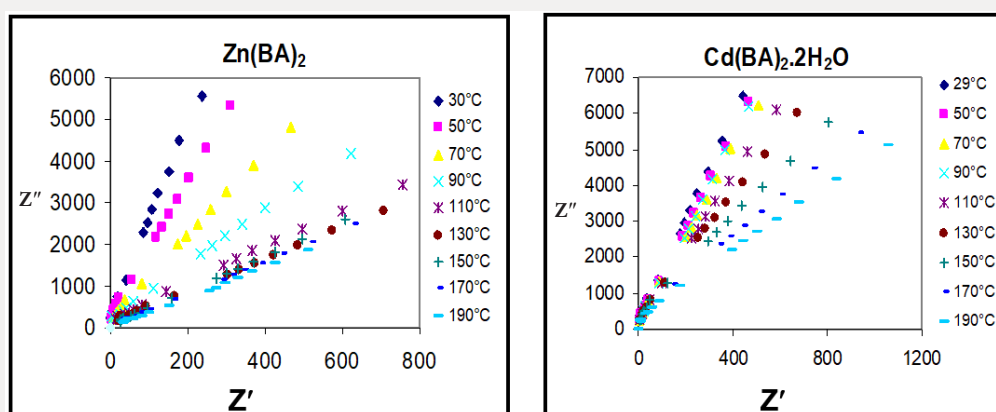 Zn(BA)₂
6000
5000
4000
3000
2000
1000
0
Z″
0 200 400 600 800
Z′
30°C
50°C
70°C
90°C
110°C
130°C
150°C
170°C
190°C
Cd(BA)₂.2H₂O
7000
6000
5000
4000
3000
2000
1000
0
Z″
0 400 800 1200
Z′
29°C
50°C
70°C
90°C
110°C
130°C
150°C
170°C
190°C